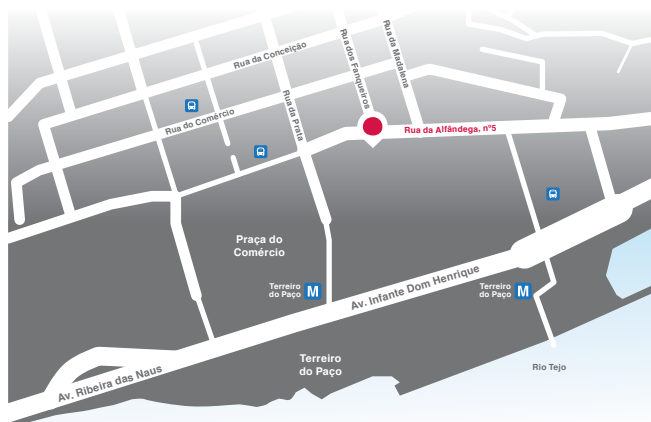 Rua da Conceição
Rua dos Fanqueiros
Rua da Madalena
Rua do Comércio
Rua da Prata
Rua da Alfândega, nº5
Praça do
Comércio
Terreiro
do Paço
M
Av. Infante Dom Henrique
Terreiro
do Paço
M
Av. Ribeira das Naus
Terreiro
do Paço
Rio Tejo